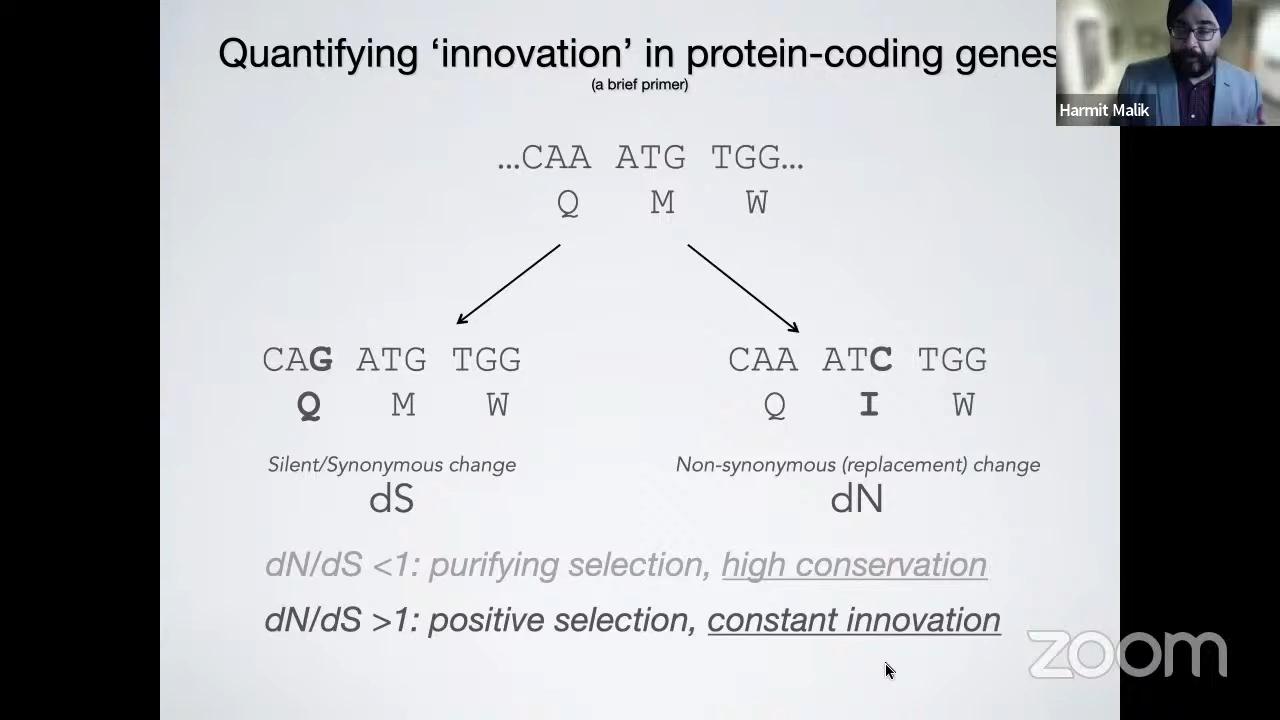 Quantifying ‘innovation’ in protein-coding genes
(a brief primer)
Harmit Malik
...CAA ATG TGG...
Q M W
CAG ATG TGG
Q M W
CAA ATC TGG
Q I W
Silent/Synonymous change
dS
Non-synonymous (replacement) change
dN
dN/dS <1: purifying selection, high conservation
dN/dS >1: positive selection, constant innovation
zoom